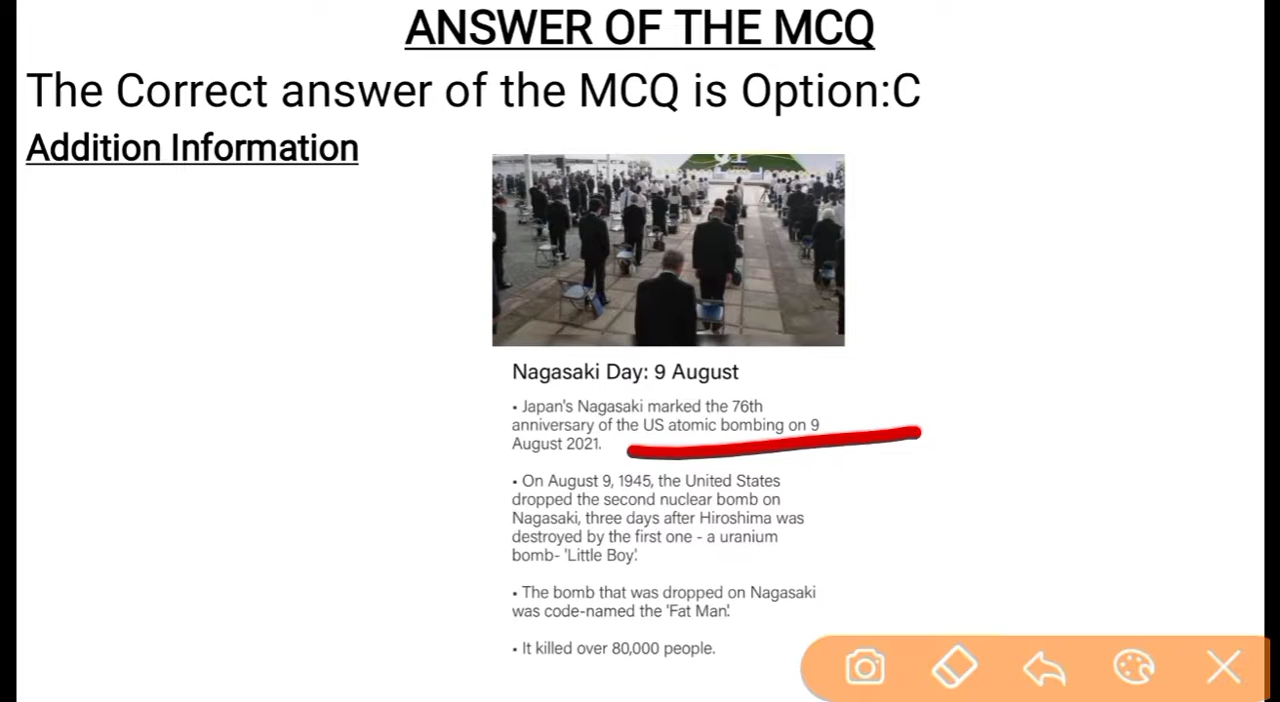 ANSWER OF THE MCQ
The Correct answer of the MCQ is Option:C
Addition Information
Nagasaki Day: 9 August
• Japan's Nagasaki marked the 76th
anniversary of the US atomic bombing on 9
August 2021.
• On August 9, 1945, the United States
dropped the second nuclear bomb on
Nagasaki, three days after Hiroshima was
destroyed by the first one - a uranium
bomb- 'Little Boy'.
• The bomb that was dropped on Nagasaki
was code-named the 'Fat Man'.
• It killed over 80,000 people.